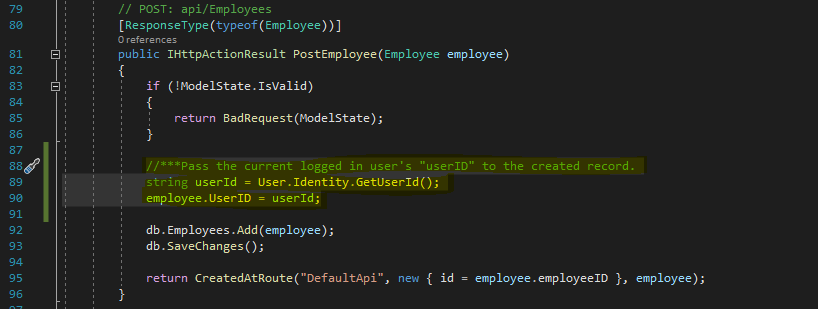 79 // POST: api/Employees
80 [ResponseType(typeof(Employee))]
0 references
81 public IHttpActionResult PostEmployee(Employee employee)
82 {
83 if (!ModelState.IsValid)
84 {
85 return BadRequest(ModelState);
86 }
87
88 //***Pass the current logged in user's "userID" to the created record.
89 string userId = User.Identity.GetUserId();
90 employee.UserID = userId;
91
92 db.Employees.Add(employee);
93 db.SaveChanges();
94
95 return CreatedAtRoute("DefaultApi", new { id = employee.employeeID }, employee);
96 }
97